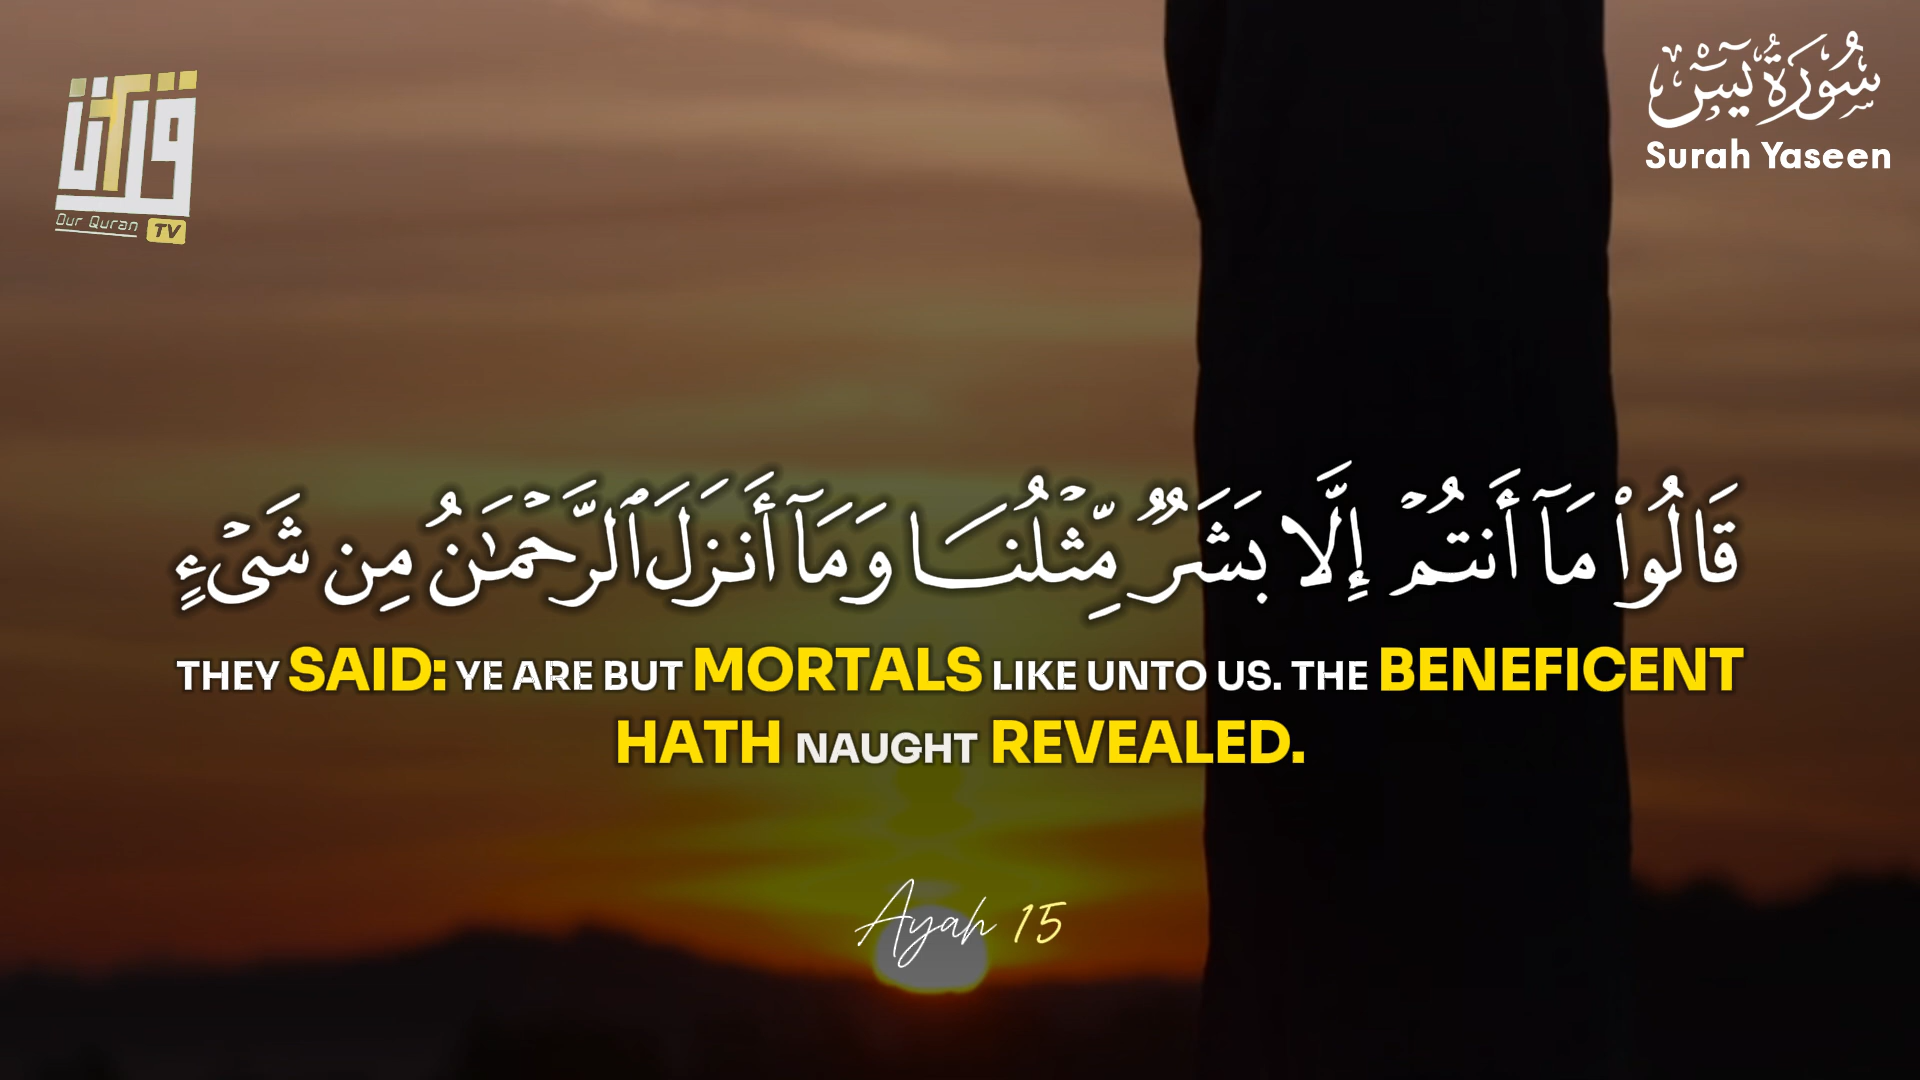 قرآننا
Our Quran TV
سُورَةُ يسٓ
Surah Yaseen
قَالُوا۟ مَآ أَنتُمْ إِلَّا بَشَرٌ مِّثْلُنَا وَمَآ أَنزَلَ ٱلرَّحْمَٰنُ مِن شَىْءٍ
THEY SAID: YE ARE BUT MORTALS LIKE UNTO US. THE BENEFICENT
HATH NAUGHT REVEALED.
Ayah 15